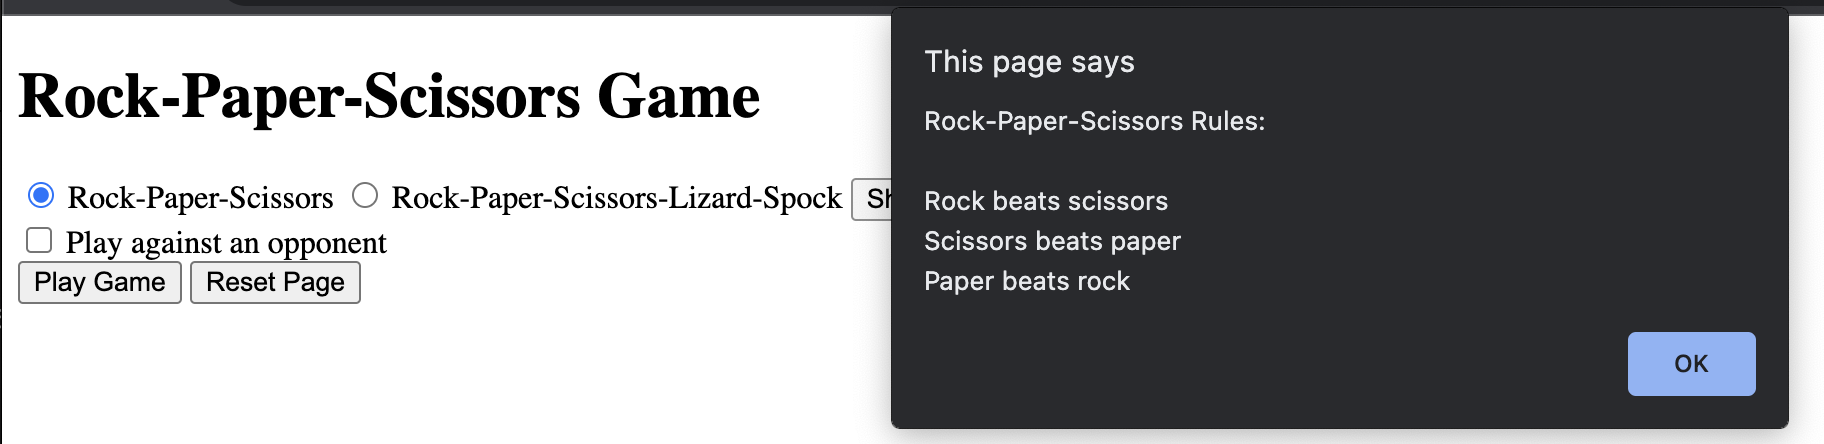 Rock-Paper-Scissors Game
Rock-Paper-Scissors Rock-Paper-Scissors-Lizard-Spock
Play against an opponent
Play Game Reset Page
This page says
Rock-Paper-Scissors Rules:
Rock beats scissors
Scissors beats paper
Paper beats rock
OK